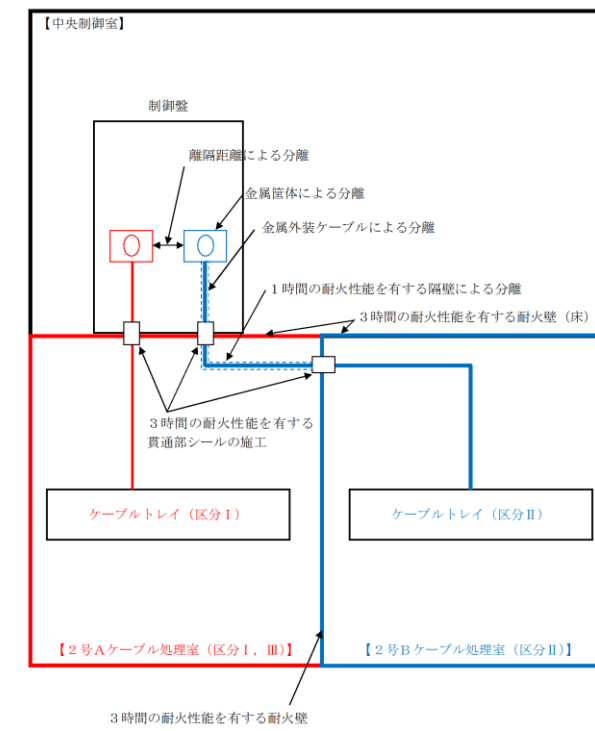 【中央制御室】
制御盤
離隔距離による分離
金属筐体による分離
金属外装ケーブルによる分離
１時間の耐火性能を有する隔壁による分離
３時間の耐火性能を有する耐火壁（床）
３時間の耐火性能を有する
貫通部シールの施工
ケーブルトレイ（区分Ⅰ）
ケーブルトレイ（区分Ⅱ）
【２号Ａケーブル処理室（区分Ⅰ，Ⅲ）】
【２号Ｂケーブル処理室（区分Ⅱ）】
３時間の耐火性能を有する耐火壁